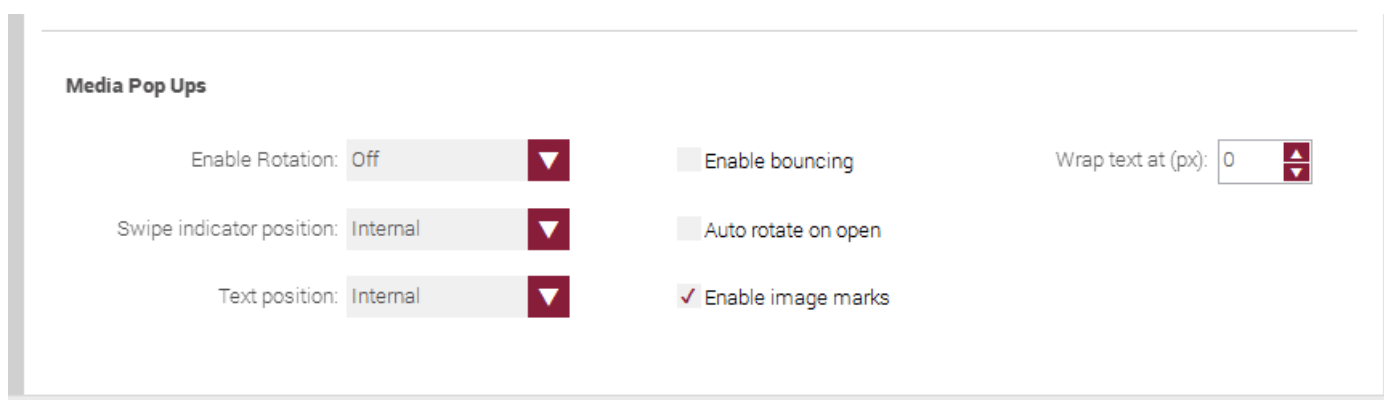 Media Pop Ups
Enable Rotation: Off
Enable bouncing
Wrap text at (px): 0
Swipe indicator position: Internal
Auto rotate on open
Text position: Internal
Enable image marks